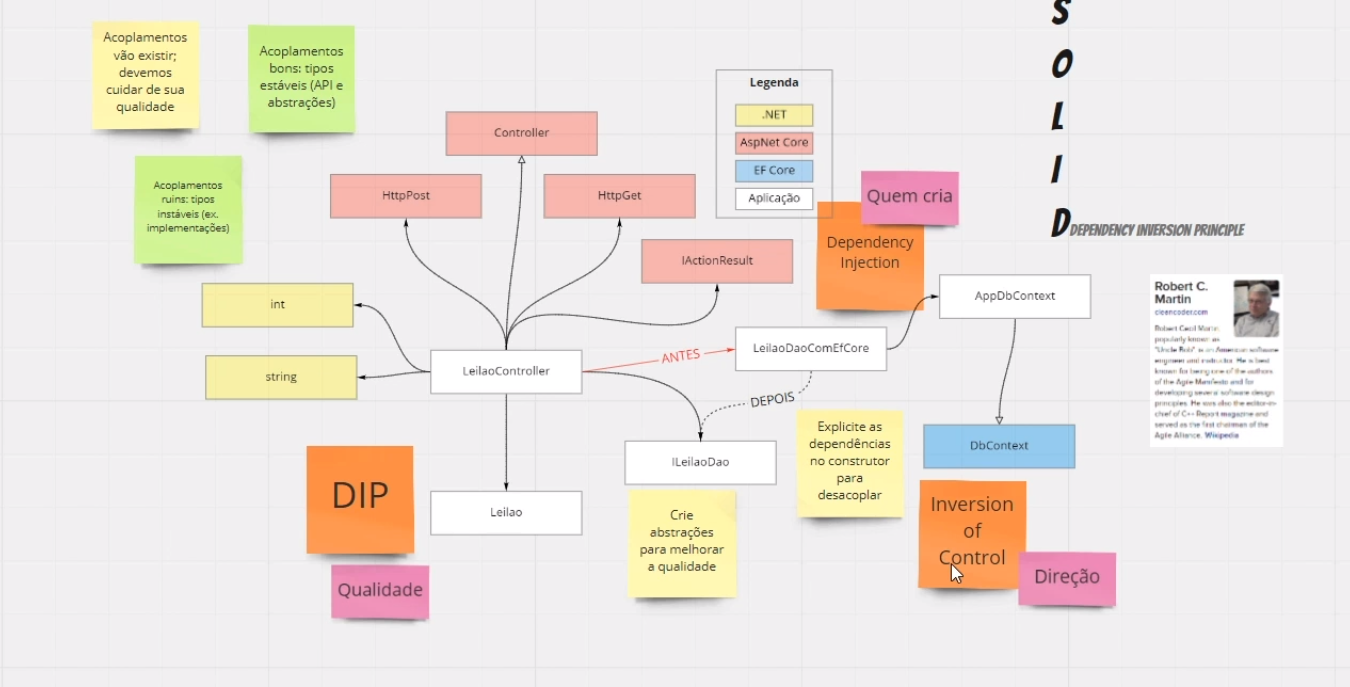 Acoplamentos
vão existir;
devemos
cuidar de sua
qualidade
Acoplamentos
bons: tipos
estáveis (API e
abstrações)
Acoplamentos
ruins: tipos
instáveis (ex.
implementações)
Controller
HttpPost
HttpGet
IActionResult
int
string
LeilaoController
Leilao
ANTES
DEPOIS
LeilaoDaoComEfCore
ILeilaoDao
AppDbContext
DbContext
Legenda
.NET
AspNet Core
EF Core
Aplicação
Quem cria
Dependency
Injection
S
O
L
I
D
DEPENDENCY INVERSION PRINCIPLE
Robert C.
Martin
cleancoder.com
Robert Cecil Martin
popularly known as
"Uncle Bob" is an American software
engineer and instructor. He is best
known for being one of the authors
of the Agile Manifesto and for
developing several software design
principles. He was also the editor-in-
chief of C++ Report magazine and
served as the first chairman of the
Agile Alliance. Wikipedia
DIP
Qualidade
Crie
abstrações
para melhorar
a qualidade
Explicite as
dependências
no construtor
para
desacoplar
Inversion
of
Control
Direção